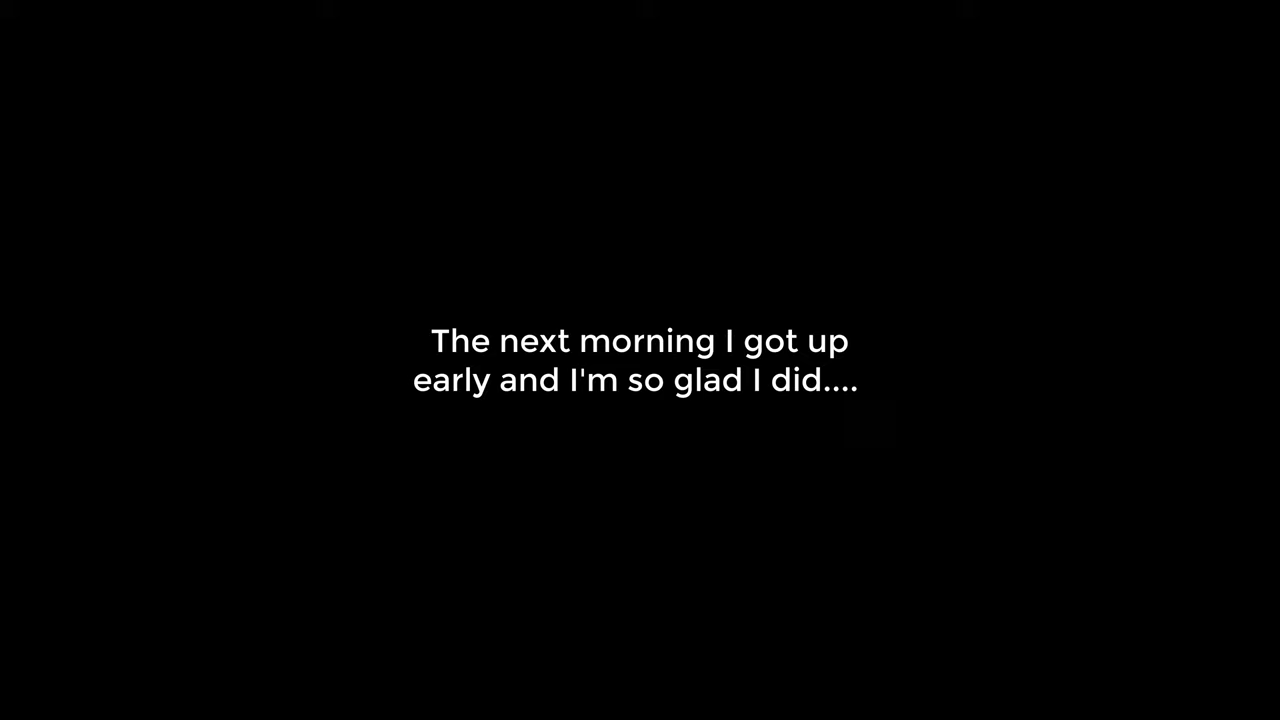 The next morning I got up
early and I'm so glad I did....